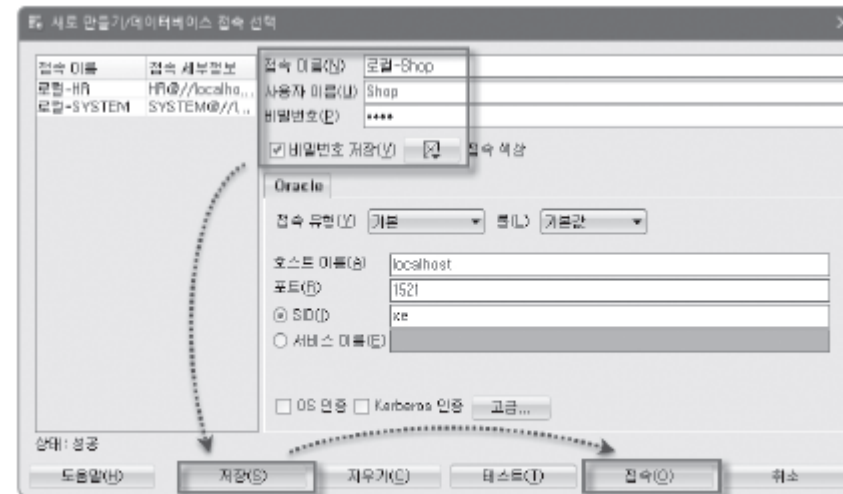 새로 만들기/데이터베이스 접속 선택
접속 이름 접속 세부정보
로컬-HR HR@//localho...
로컬-SYSTEM SYSTEM@//l...
접속 이름(N) 로컬-Shop
사용자 이름(U) Shop
비밀번호(P) ****
비밀번호 저장(V) 접속 색상
Oracle
접속 유형(Y) 기본 롤(L) 기본값
호스트 이름(A) localhost
포트(R) 1521
SID(I) xe
서비스 이름(E)
OS 인증 Kerberos 인증 고급...
상태: 성공
도움말(H) 저장(S) 지우기(C) 테스트(T) 접속(O) 취소